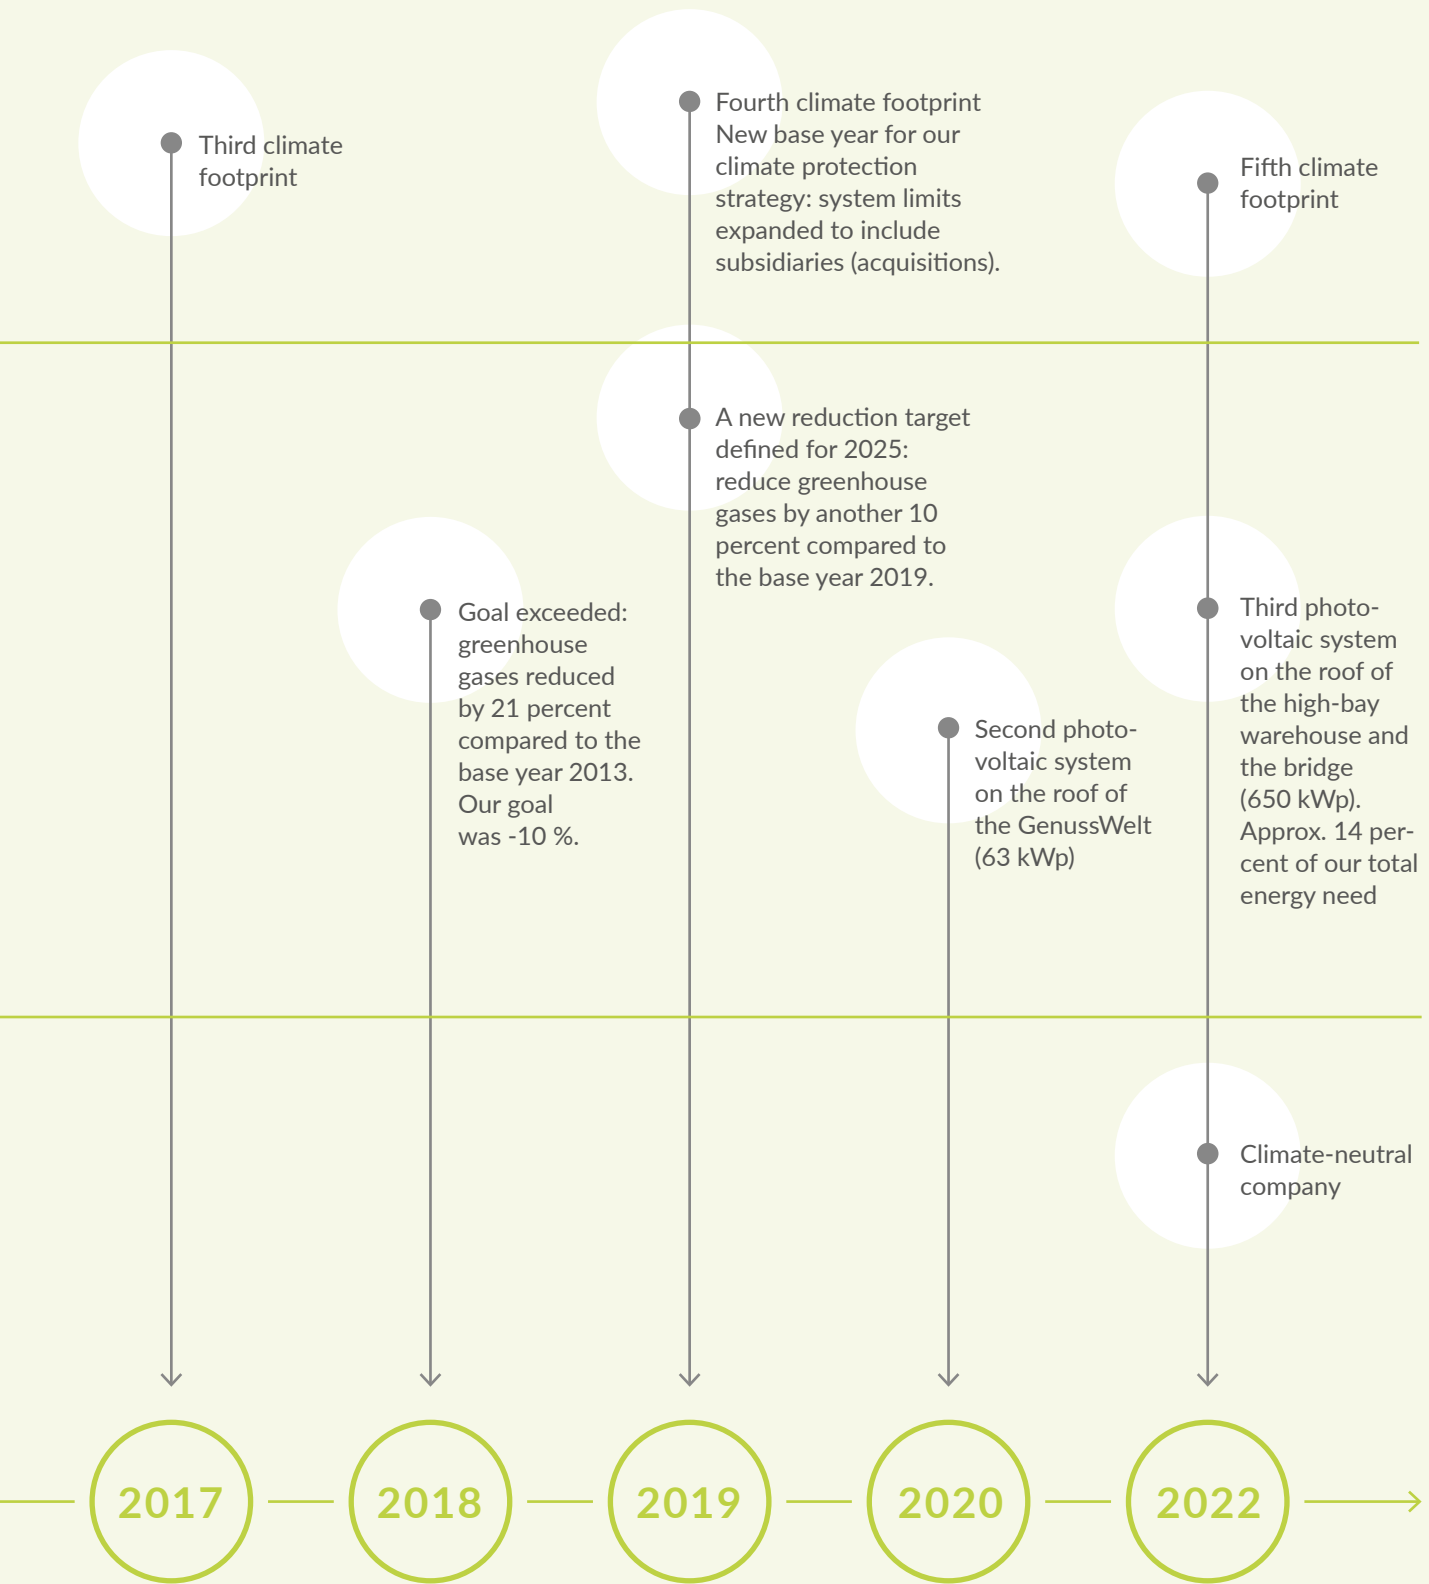 Third climate
footprint
Fourth climate footprint
New base year for our
climate protection
strategy: system limits
expanded to include
subsidiaries (acquisitions).
Fifth climate
footprint
Goal exceeded:
greenhouse
gases reduced
by 21 percent
compared to the
base year 2013.
Our goal
was -10 %.
A new reduction target
defined for 2025:
reduce greenhouse
gases by another 10
percent compared to
the base year 2019.
Second photo-
voltaic system
on the roof of
the GenussWelt
(63 kWp)
Third photo-
voltaic system
on the roof of
the high-bay
warehouse and
the bridge
(650 kWp).
Approx. 14 per-
cent of our total
energy need
Climate-neutral
company
2017
2018
2019
2020
2022